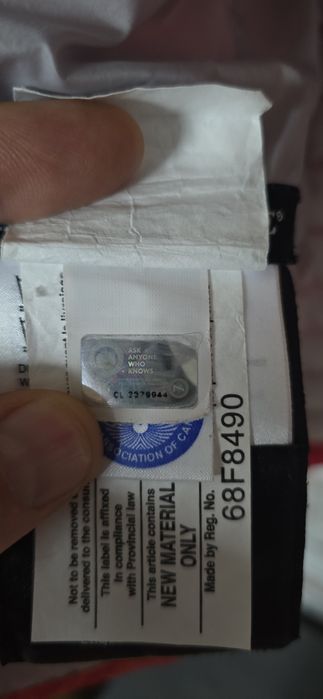 ASK
ANYONE
WHO
KNOWS
CL 2379944
ASSOCIATION OF CAN
Not to be removed
delivered to the consu
This label is affixed
in compliance
with Provincial law
This article contains
NEW MATERIAL
ONLY
Made by Reg. No.
68F8490